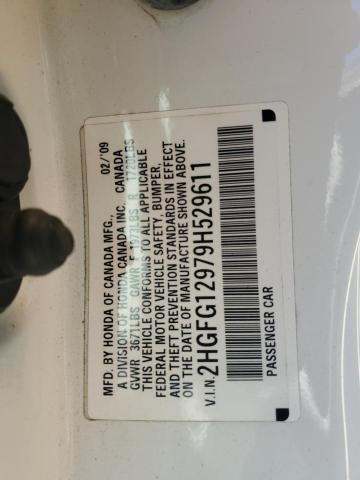 MFD. BY HONDA OF CANADA MFG., 02/'09
A DIVISION OF HONDA CANADA INC. CANADA
GVWR 3671LBS GAWR F 1973LBS R 1720LBS
THIS VEHICLE CONFORMS TO ALL APPLICABLE
FEDERAL MOTOR VEHICLE SAFETY, BUMPER,
AND THEFT PREVENTION STANDARDS IN EFFECT
ON THE DATE OF MANUFACTURE SHOWN ABOVE.
V.I.N. 2HGFG12979H529611
PASSENGER CAR